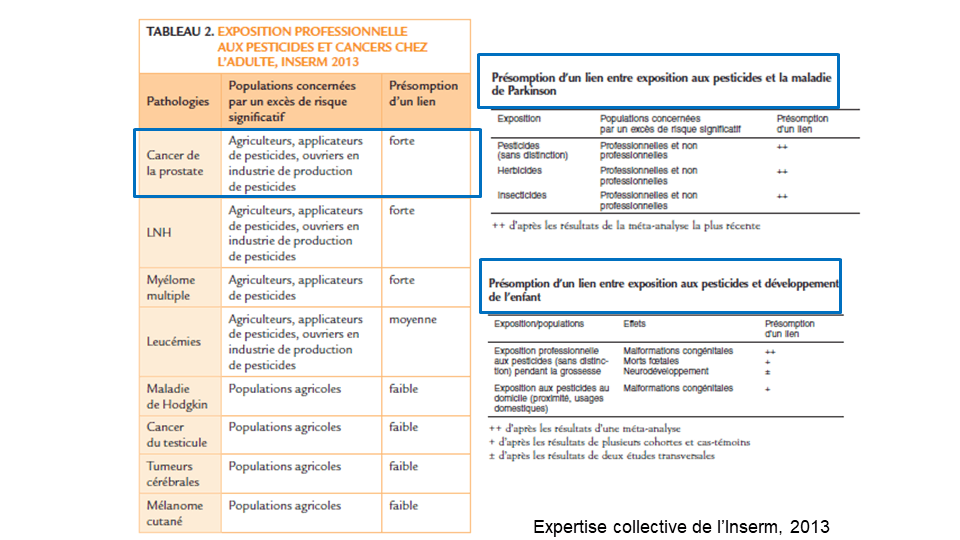 TABLEAU 2. EXPOSITION PROFESSIONNELLE
AUX PESTICIDES ET CANCERS CHEZ
L'ADULTE, INSERM 2013
Pathologies
Populations concernées
par un excès de risque
significatif
Présomption
d'un lien
Cancer de
la prostate
Agriculteurs, applicateurs
de pesticides, ouvriers en
industrie de production
de pesticides
forte
LNH
Agriculteurs, applicateurs
de pesticides, ouvriers en
industrie de production
de pesticides
forte
Myélome
multiple
Agriculteurs, applicateurs
de pesticides
forte
Leucémies
Agriculteurs, applicateurs
de pesticides, ouvriers en
industrie de production
de pesticides
moyenne
Maladie
de Hodgkin
Populations agricoles
faible
Cancer
du testicule
Populations agricoles
faible
Tumeurs
cérébrales
Populations agricoles
faible
Mélanome
cutané
Populations agricoles
faible
Présomption d'un lien entre exposition aux pesticides et la maladie
de Parkinson
Exposition
Populations concernées
par un excès de risque significatif
Présomption
d'un lien
Pesticides
(sans distinction)
Professionnelles et non
professionnelles
++
Herbicides
Professionnelles et non
professionnelles
++
Insecticides
Professionnelles et non
professionnelles
++
++ d'après les résultats de la méta-analyse la plus récente
Présomption d'un lien entre exposition aux pesticides et développement
de l'enfant
Exposition/populations
Effets
Présomption
d'un lien
Exposition professionnelle
aux pesticides (sans distinc-
tion) pendant la grossesse
Malformations congénitales
Morts fœtales
Neurodéveloppement
++
+
±
Exposition aux pesticides au
domicile (proximité, usages
domestiques)
Malformations congénitales
+
++ d'après les résultats d'une méta-analyse
+ d'après les résultats de plusieurs cohortes et cas-témoins
± d'après les résultats de deux études transversales
Expertise collective de l'Inserm, 2013